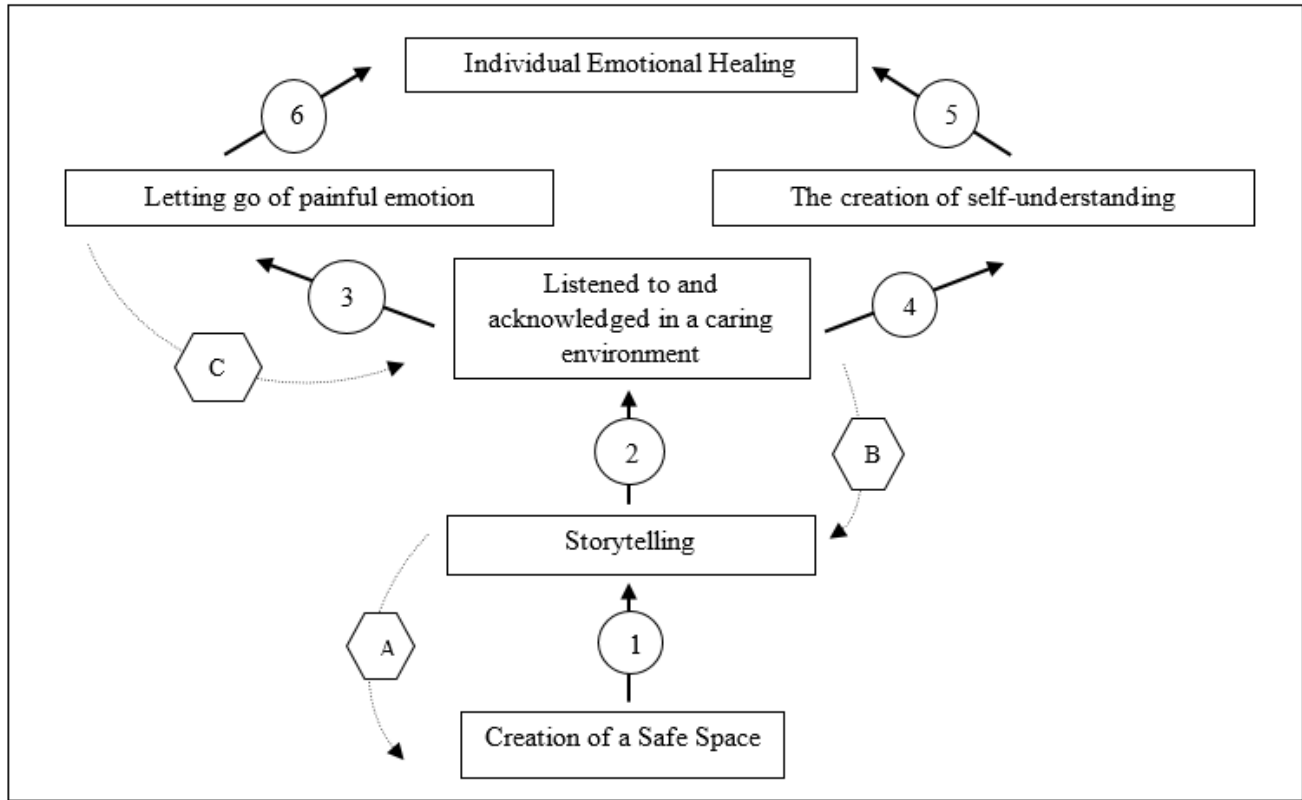 Individual Emotional Healing
6
5
Letting go of painful emotion
The creation of self-understanding
Listened to and
acknowledged in a caring
environment
3
4
C
2
B
Storytelling
A
1
Creation of a Safe Space